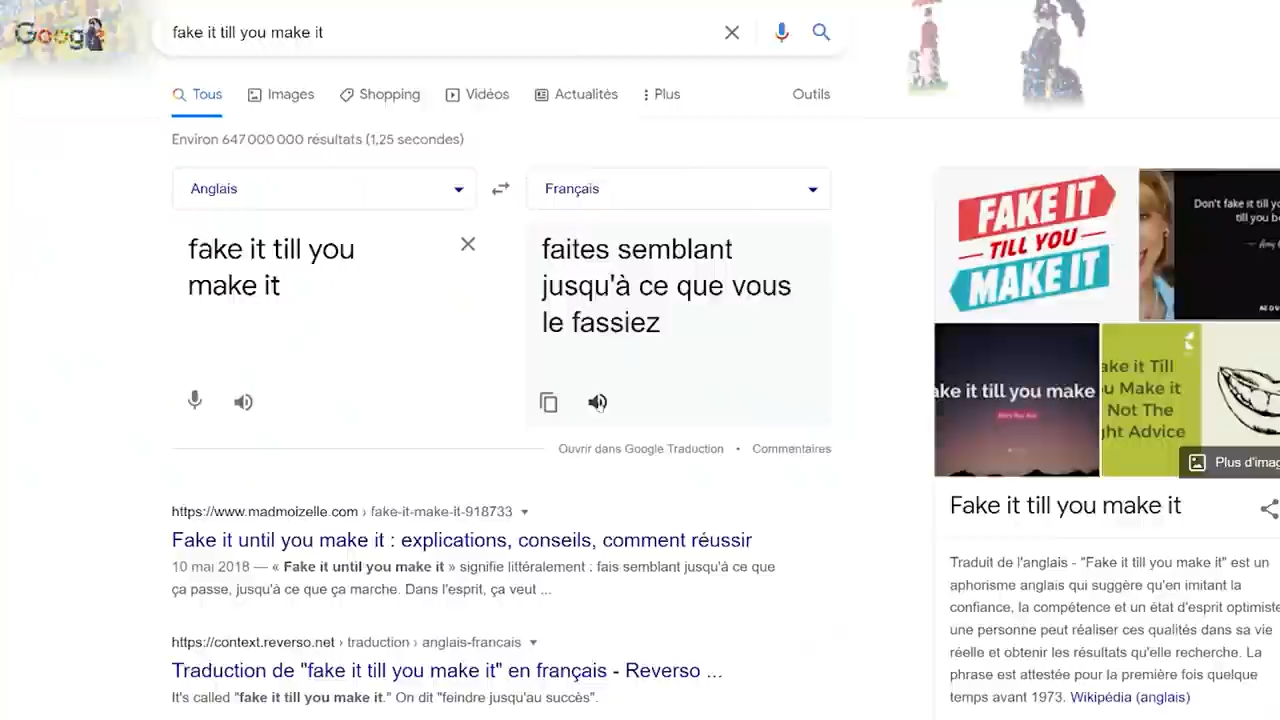 Google
fake it till you make it
Tous
Images
Shopping
Vidéos
Actualités
Plus
Outils
Environ 647 000 000 résultats (1,25 secondes)
Anglais
Français
fake it till you
make it
faites semblant
jusqu'à ce que vous
le fassiez
Ouvrir dans Google Traduction • Commentaires
https://www.madmoizelle.com › fake-it-make-it-918733
Fake it until you make it : explications, conseils, comment réussir
10 mai 2018 — « Fake it until you make it » signifie littéralement : fais semblant jusqu'à ce que
ça passe, jusqu'à ce que ça marche. Dans l'esprit, ça veut ...
https://context.reverso.net › traduction › anglais-francais
Traduction de "fake it till you make it" en français - Reverso ...
It's called "fake it till you make it." On dit "feindre jusqu'au succès".
FAKE IT
TILL YOU
MAKE IT
Don't fake it till yo
till you b
ake it till you make
ake it Till
u Make it
Not The
ght Advice
Plus d'imag
Fake it till you make it
Traduit de l'anglais - "Fake it till you make it" est un
aphorisme anglais qui suggère qu'en imitant la
confiance, la compétence et un état d'esprit optimiste
une personne peut réaliser ces qualités dans sa vie
réelle et obtenir les résultats qu'elle recherche. La
phrase est attestée pour la première fois quelque
temps avant 1973. Wikipédia (anglais)